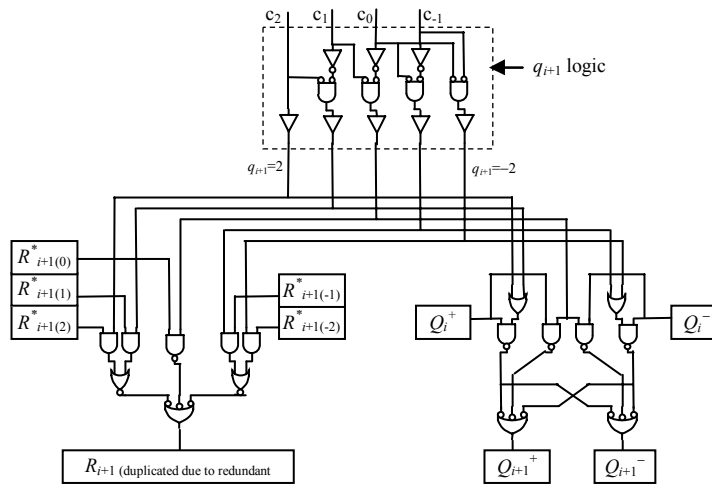 c₂ c₁ c₀ c₋₁
qᵢ₊₁ logic
qᵢ₊₁=2
qᵢ₊₁=−2
R*ᵢ₊₁₍₀₎
R*ᵢ₊₁₍₁₎
R*ᵢ₊₁₍₂₎
R*ᵢ₊₁₍₋₁₎
R*ᵢ₊₁₍₋₂₎
Qᵢ⁺
Qᵢ⁻
Rᵢ₊₁ (duplicated due to redundant
Qᵢ₊₁⁺
Qᵢ₊₁⁻